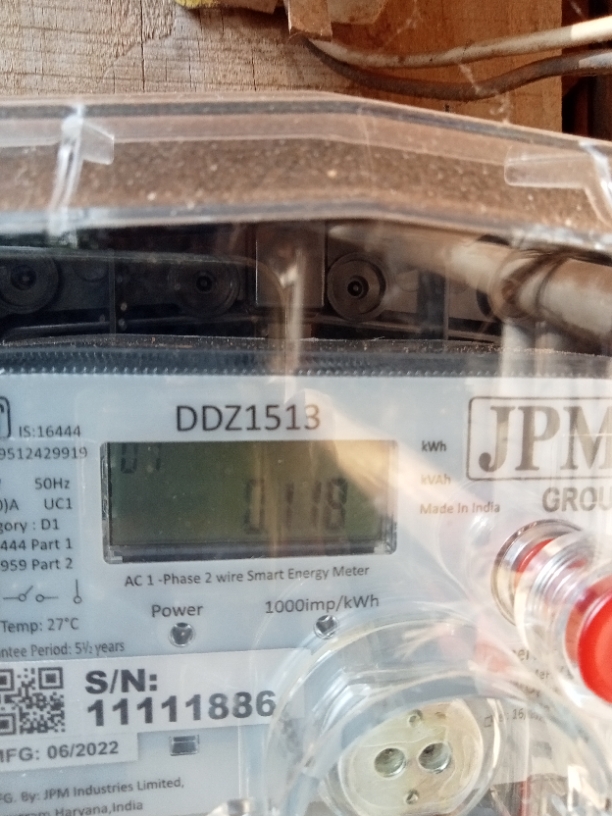 DDZ1513
JPM
GROU
IS:16444
9512429919
50Hz
)A UC1
gory : D1
444 Part 1
959 Part 2
Temp: 27°C
ntee Period: 5½ years
kWh
kVAh
Made In India
0118
AC 1 -Phase 2 wire Smart Energy Meter
Power
1000imp/kWh
S/N:
11111886
MFG: 06/2022
G. By: JPM Industries Limited,
Haryana,India